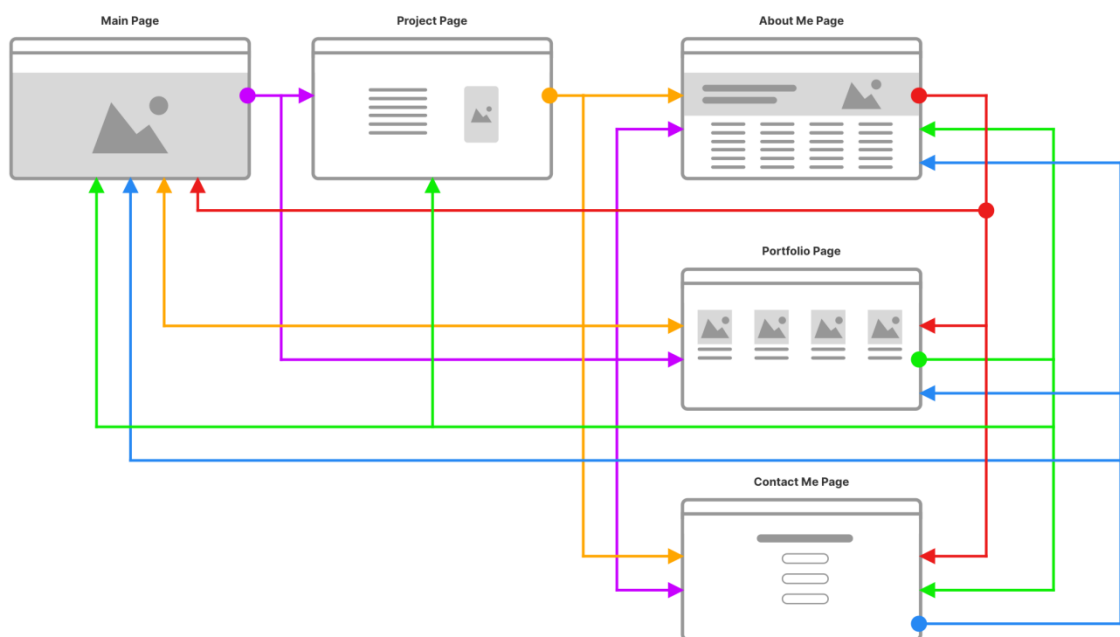 Main Page
Project Page
About Me Page
Portfolio Page
Contact Me Page